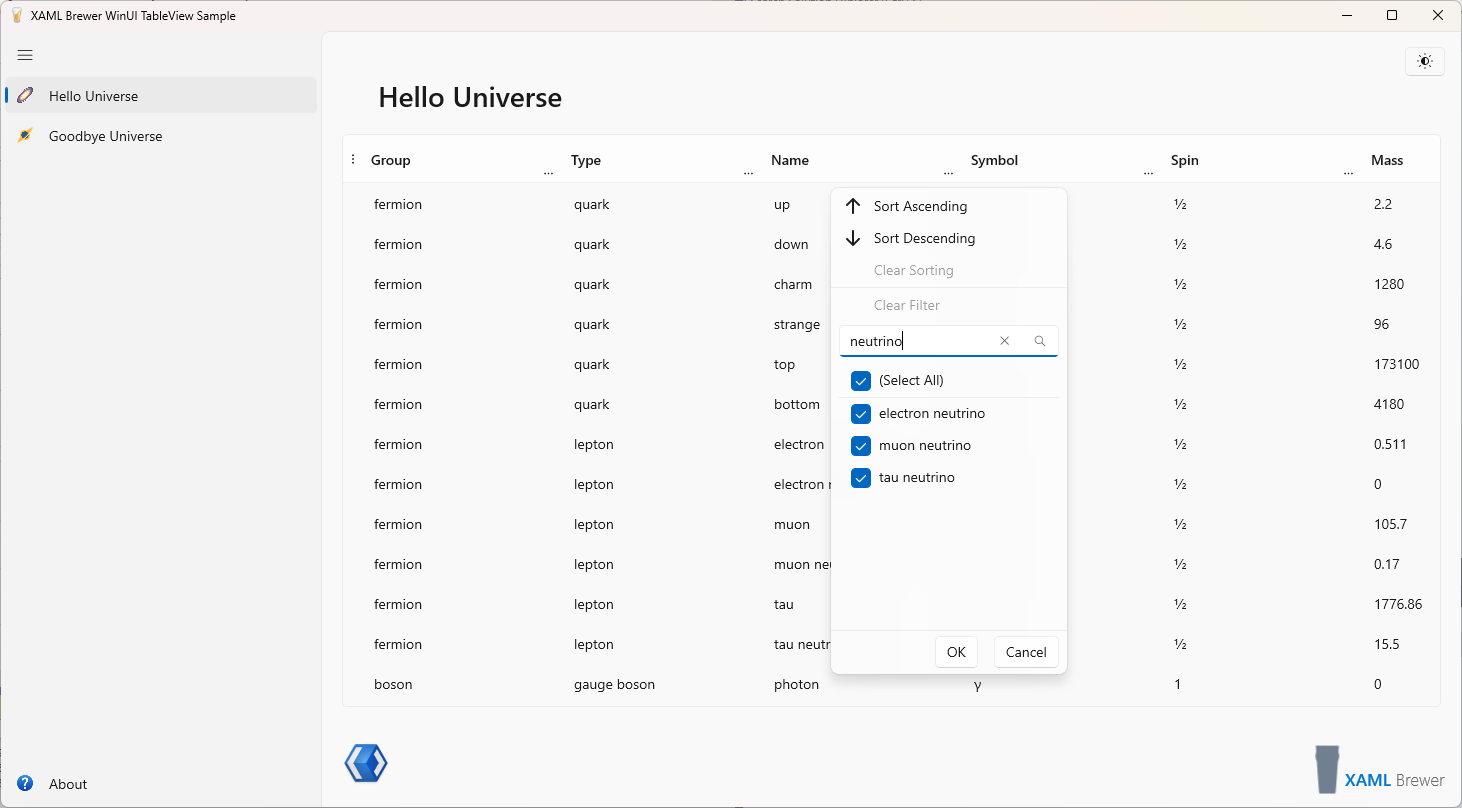 XAML Brewer WinUI TableView Sample
Hello Universe
Goodbye Universe
About
Hello Universe
Group ... Type ... Name ... Symbol ... Spin ... Mass
fermion quark up ½ 2.2
fermion quark down ½ 4.6
fermion quark charm ½ 1280
fermion quark strange ½ 96
fermion quark top ½ 173100
fermion quark bottom ½ 4180
fermion lepton electron ½ 0.511
fermion lepton electron ½ 0
fermion lepton muon ½ 105.7
fermion lepton muon neu ½ 0.17
fermion lepton tau ½ 1776.86
fermion lepton tau neutr ½ 15.5
boson gauge boson photon γ 1 0
Sort Ascending
Sort Descending
Clear Sorting
Clear Filter
neutrino
(Select All)
electron neutrino
muon neutrino
tau neutrino
OK Cancel
XAML Brewer